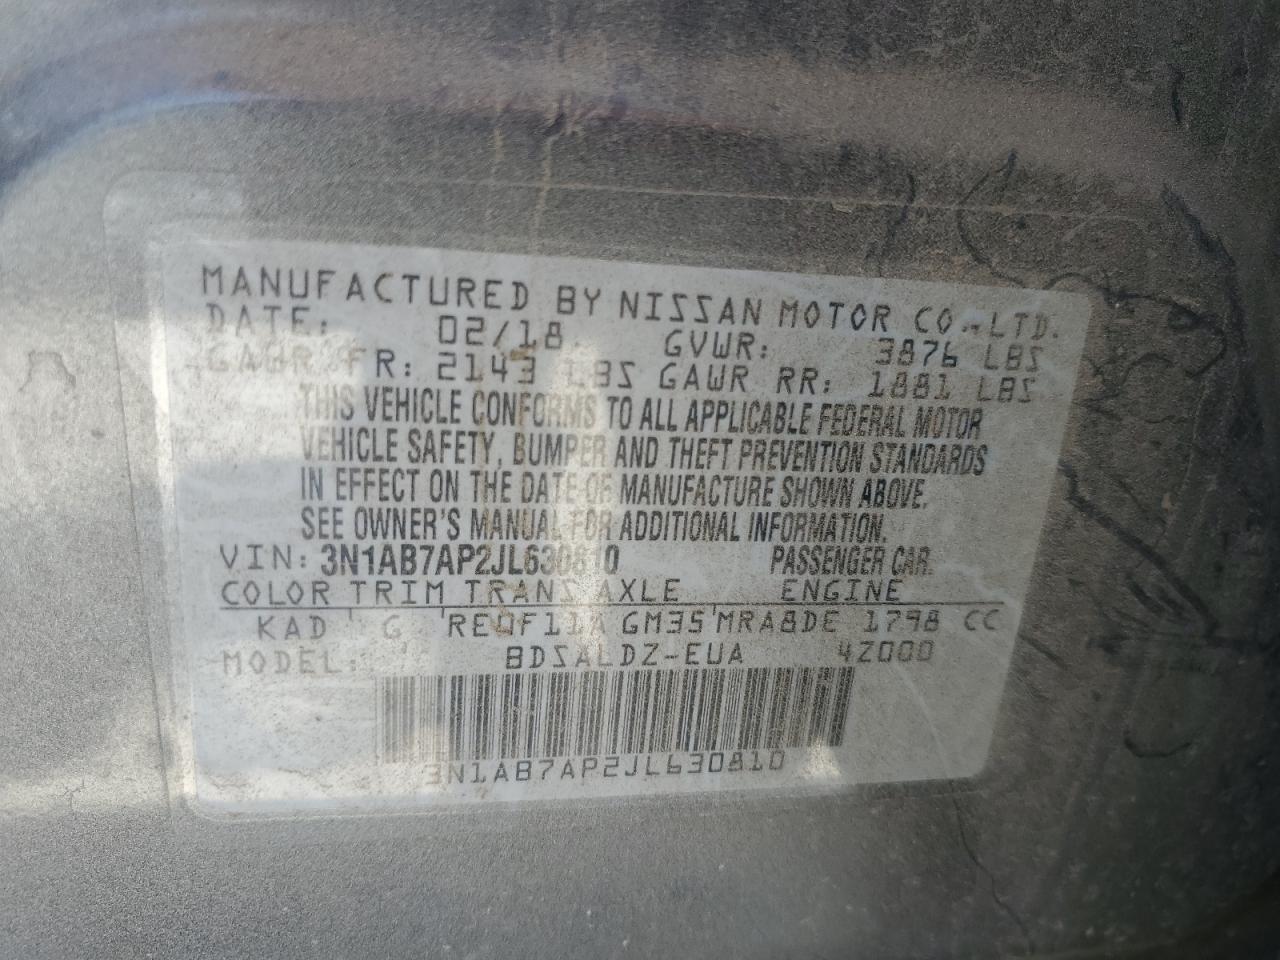 MANUFACTURED BY NISSAN MOTOR CO.,LTD.
DATE: 02/18 GVWR: 3876 LBS
GAWR FR: 2143 LBS GAWR RR: 1881 LBS
THIS VEHICLE CONFORMS TO ALL APPLICABLE FEDERAL MOTOR
VEHICLE SAFETY, BUMPER AND THEFT PREVENTION STANDARDS
IN EFFECT ON THE DATE OF MANUFACTURE SHOWN ABOVE.
SEE OWNER'S MANUAL FOR ADDITIONAL INFORMATION.
VIN: 3N1AB7AP2JL630810 PASSENGER CAR.
COLOR TRIM TRANS AXLE ENGINE
KAD G RE0F11A GM35 MRA8DE 1798 CC
MODEL: BDSALDZ-EUA 4Z000
3N1AB7AP2JL630810